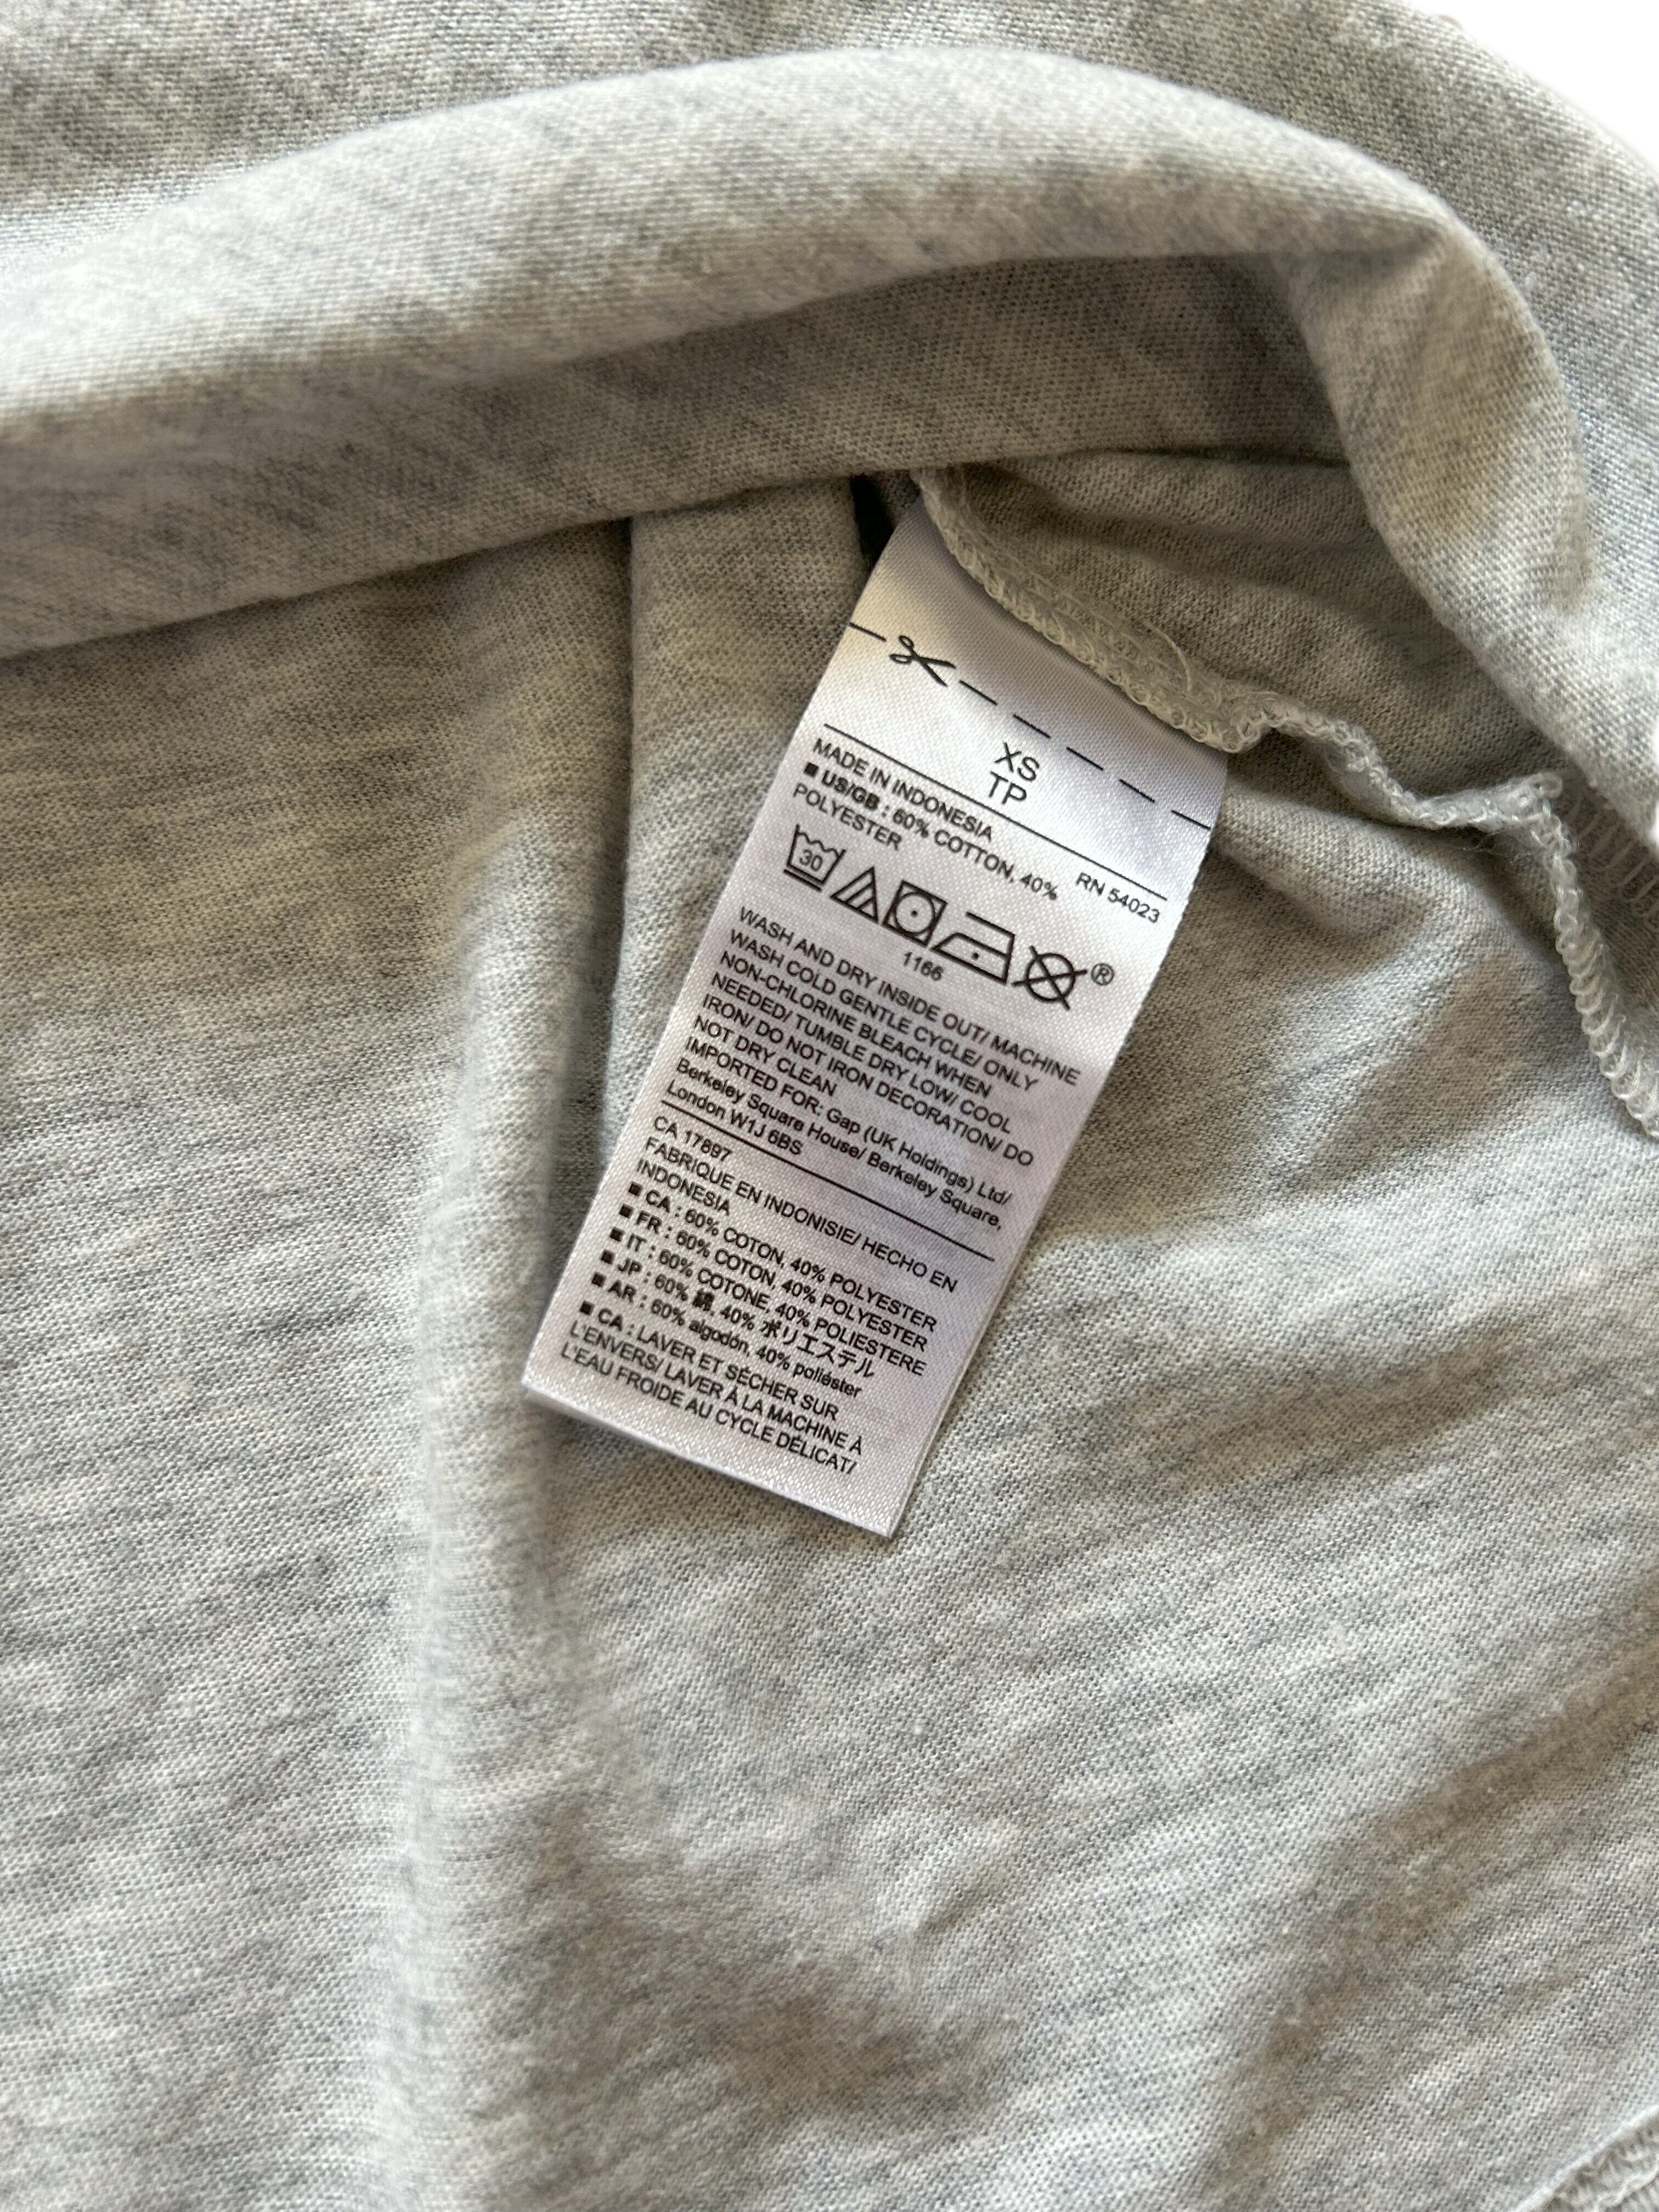 XS
TP
MADE IN INDONESIA RN 54023
■ US/GB : 60% COTTON, 40%
POLYESTER
30
®
1166
WASH AND DRY INSIDE OUT/ MACHINE
WASH COLD GENTLE CYCLE/ ONLY
NON-CHLORINE BLEACH WHEN
NEEDED/ TUMBLE DRY LOW/ COOL
IRON/ DO NOT IRON DECORATION/ DO
NOT DRY CLEAN
IMPORTED FOR: Gap (UK Holdings) Ltd/
Berkeley Square House/ Berkeley Square,
London W1J 6BS
CA 17897
FABRIQUE EN INDONISIE/ HECHO EN
INDONESIA
■ CA : 60% COTON, 40% POLYESTER
■ FR : 60% COTON, 40% POLYESTER
■ IT : 60% COTONE, 40% POLIESTERE
■ JP : 60% 綿, 40% ポリエステル
■ AR : 60% algodón, 40% poliéster
■ CA : LAVER ET SÉCHER SUR
L'ENVERS/ LAVER À LA MACHINE À
L'EAU FROIDE AU CYCLE DÉLICAT/